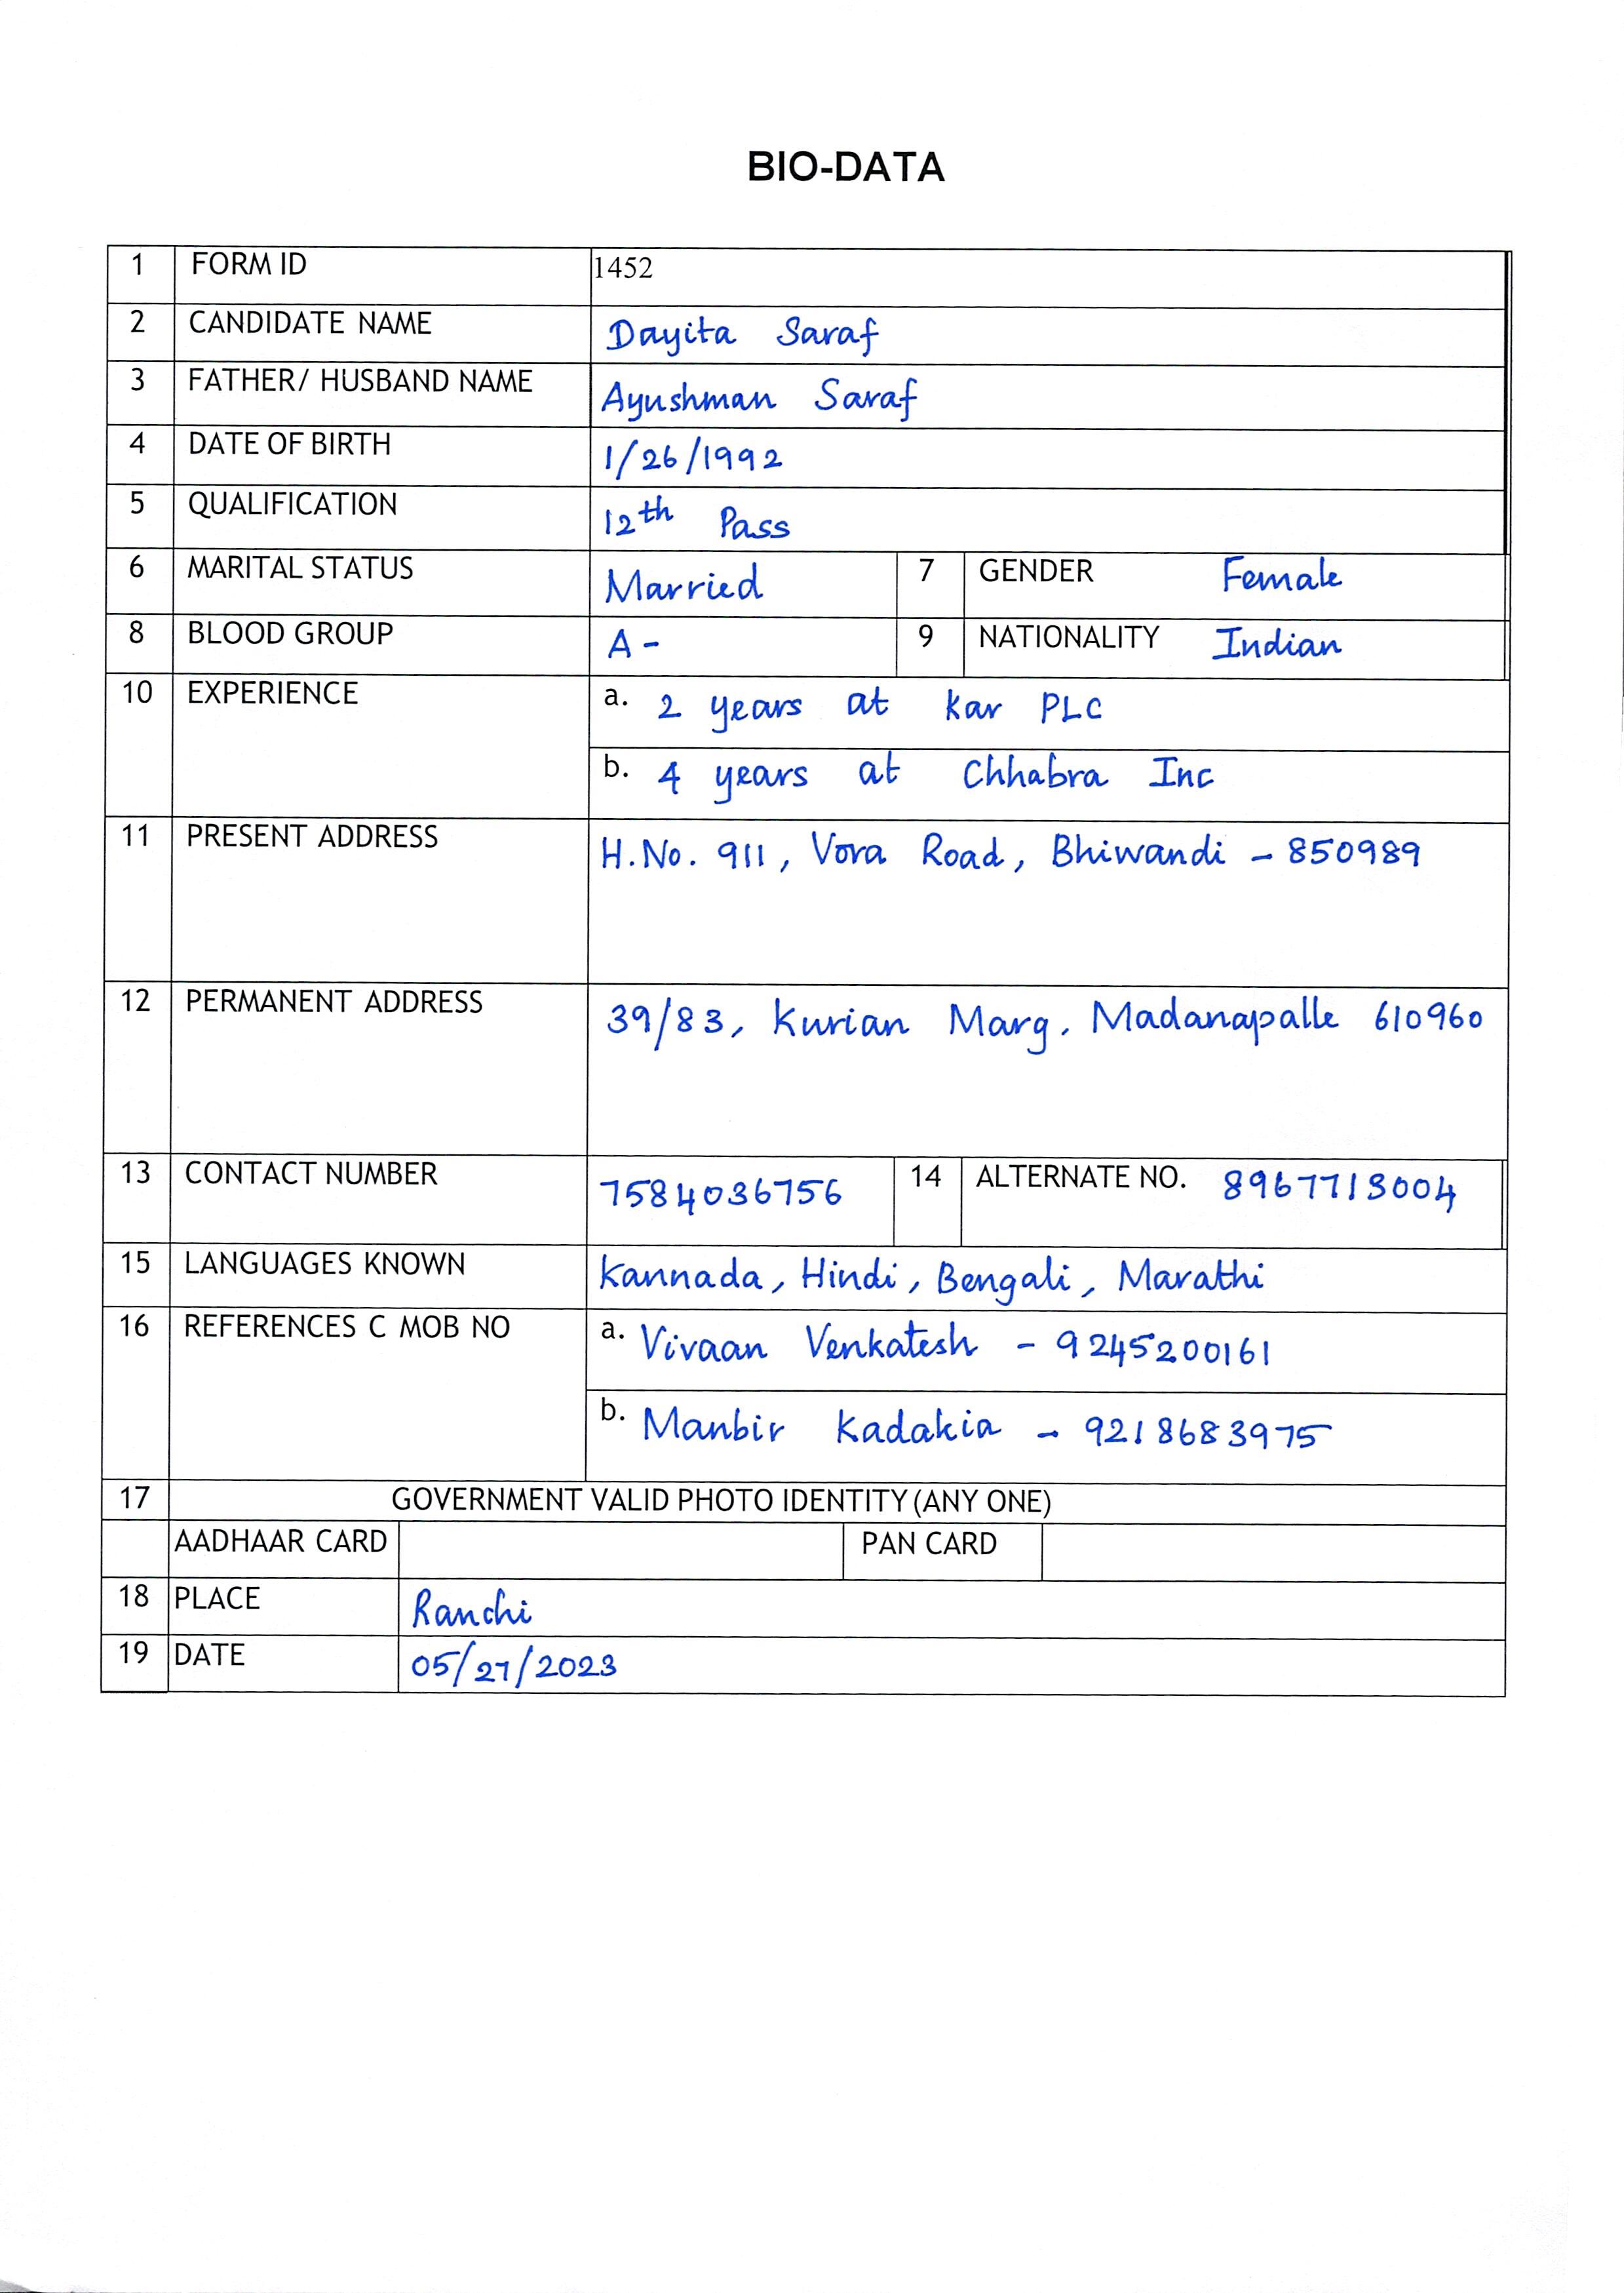 BIO-DATA
1 FORM ID 1452
2 CANDIDATE NAME Dayita Saraf
3 FATHER/ HUSBAND NAME Ayushman Saraf
4 DATE OF BIRTH 1/26/1992
5 QUALIFICATION 12th Pass
6 MARITAL STATUS Married 7 GENDER Female
8 BLOOD GROUP A- 9 NATIONALITY Indian
10 EXPERIENCE a. 2 years at Kar PLC
b. 4 years at Chhabra Inc
11 PRESENT ADDRESS H.No. 911, Vora Road, Bhiwandi - 850989
12 PERMANENT ADDRESS 39/83, Kurian Marg, Madanapalle 610960
13 CONTACT NUMBER 7584036756 14 ALTERNATE NO. 8967713004
15 LANGUAGES KNOWN Kannada, Hindi, Bengali, Marathi
16 REFERENCES C MOB NO a. Vivaan Venkatesh - 9245200161
b. Manbir Kadakia - 9218683975
17 GOVERNMENT VALID PHOTO IDENTITY (ANY ONE)
AADHAAR CARD PAN CARD
18 PLACE Ranchi
19 DATE 05/27/2023